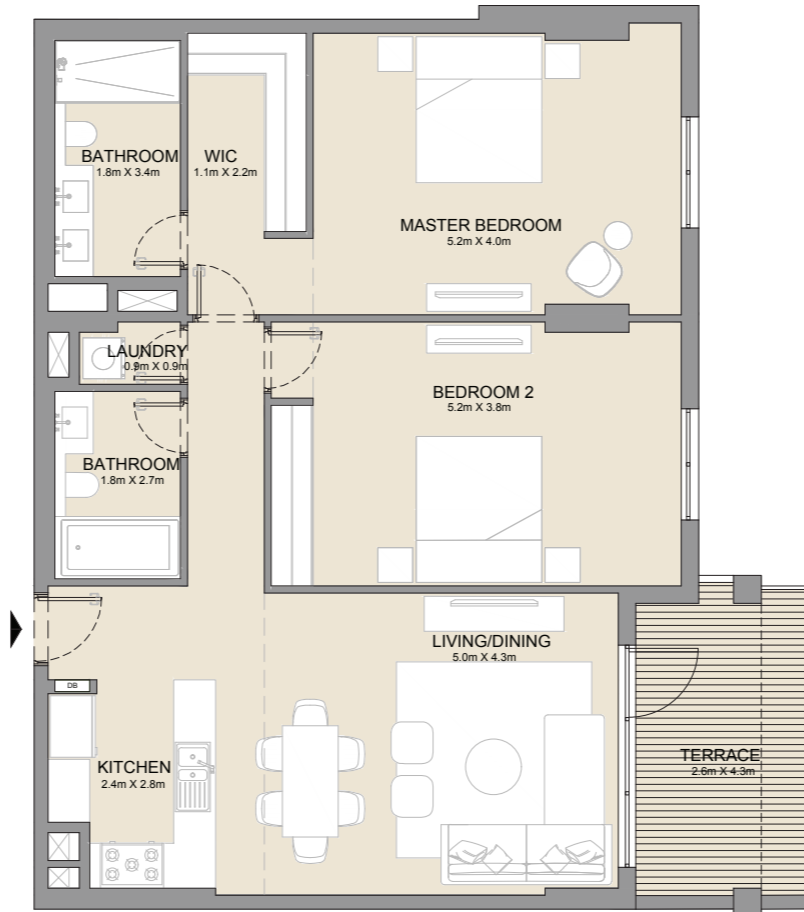 BATHROOM
1.8m X 3.4m
WIC
1.1m X 2.2m
MASTER BEDROOM
5.2m X 4.0m
LAUNDRY
0.9m X 0.9m
BEDROOM 2
5.2m X 3.8m
BATHROOM
1.8m X 2.7m
LIVING/DINING
5.0m X 4.3m
DB
KITCHEN
2.4m X 2.8m
TERRACE
2.6m X 4.3m